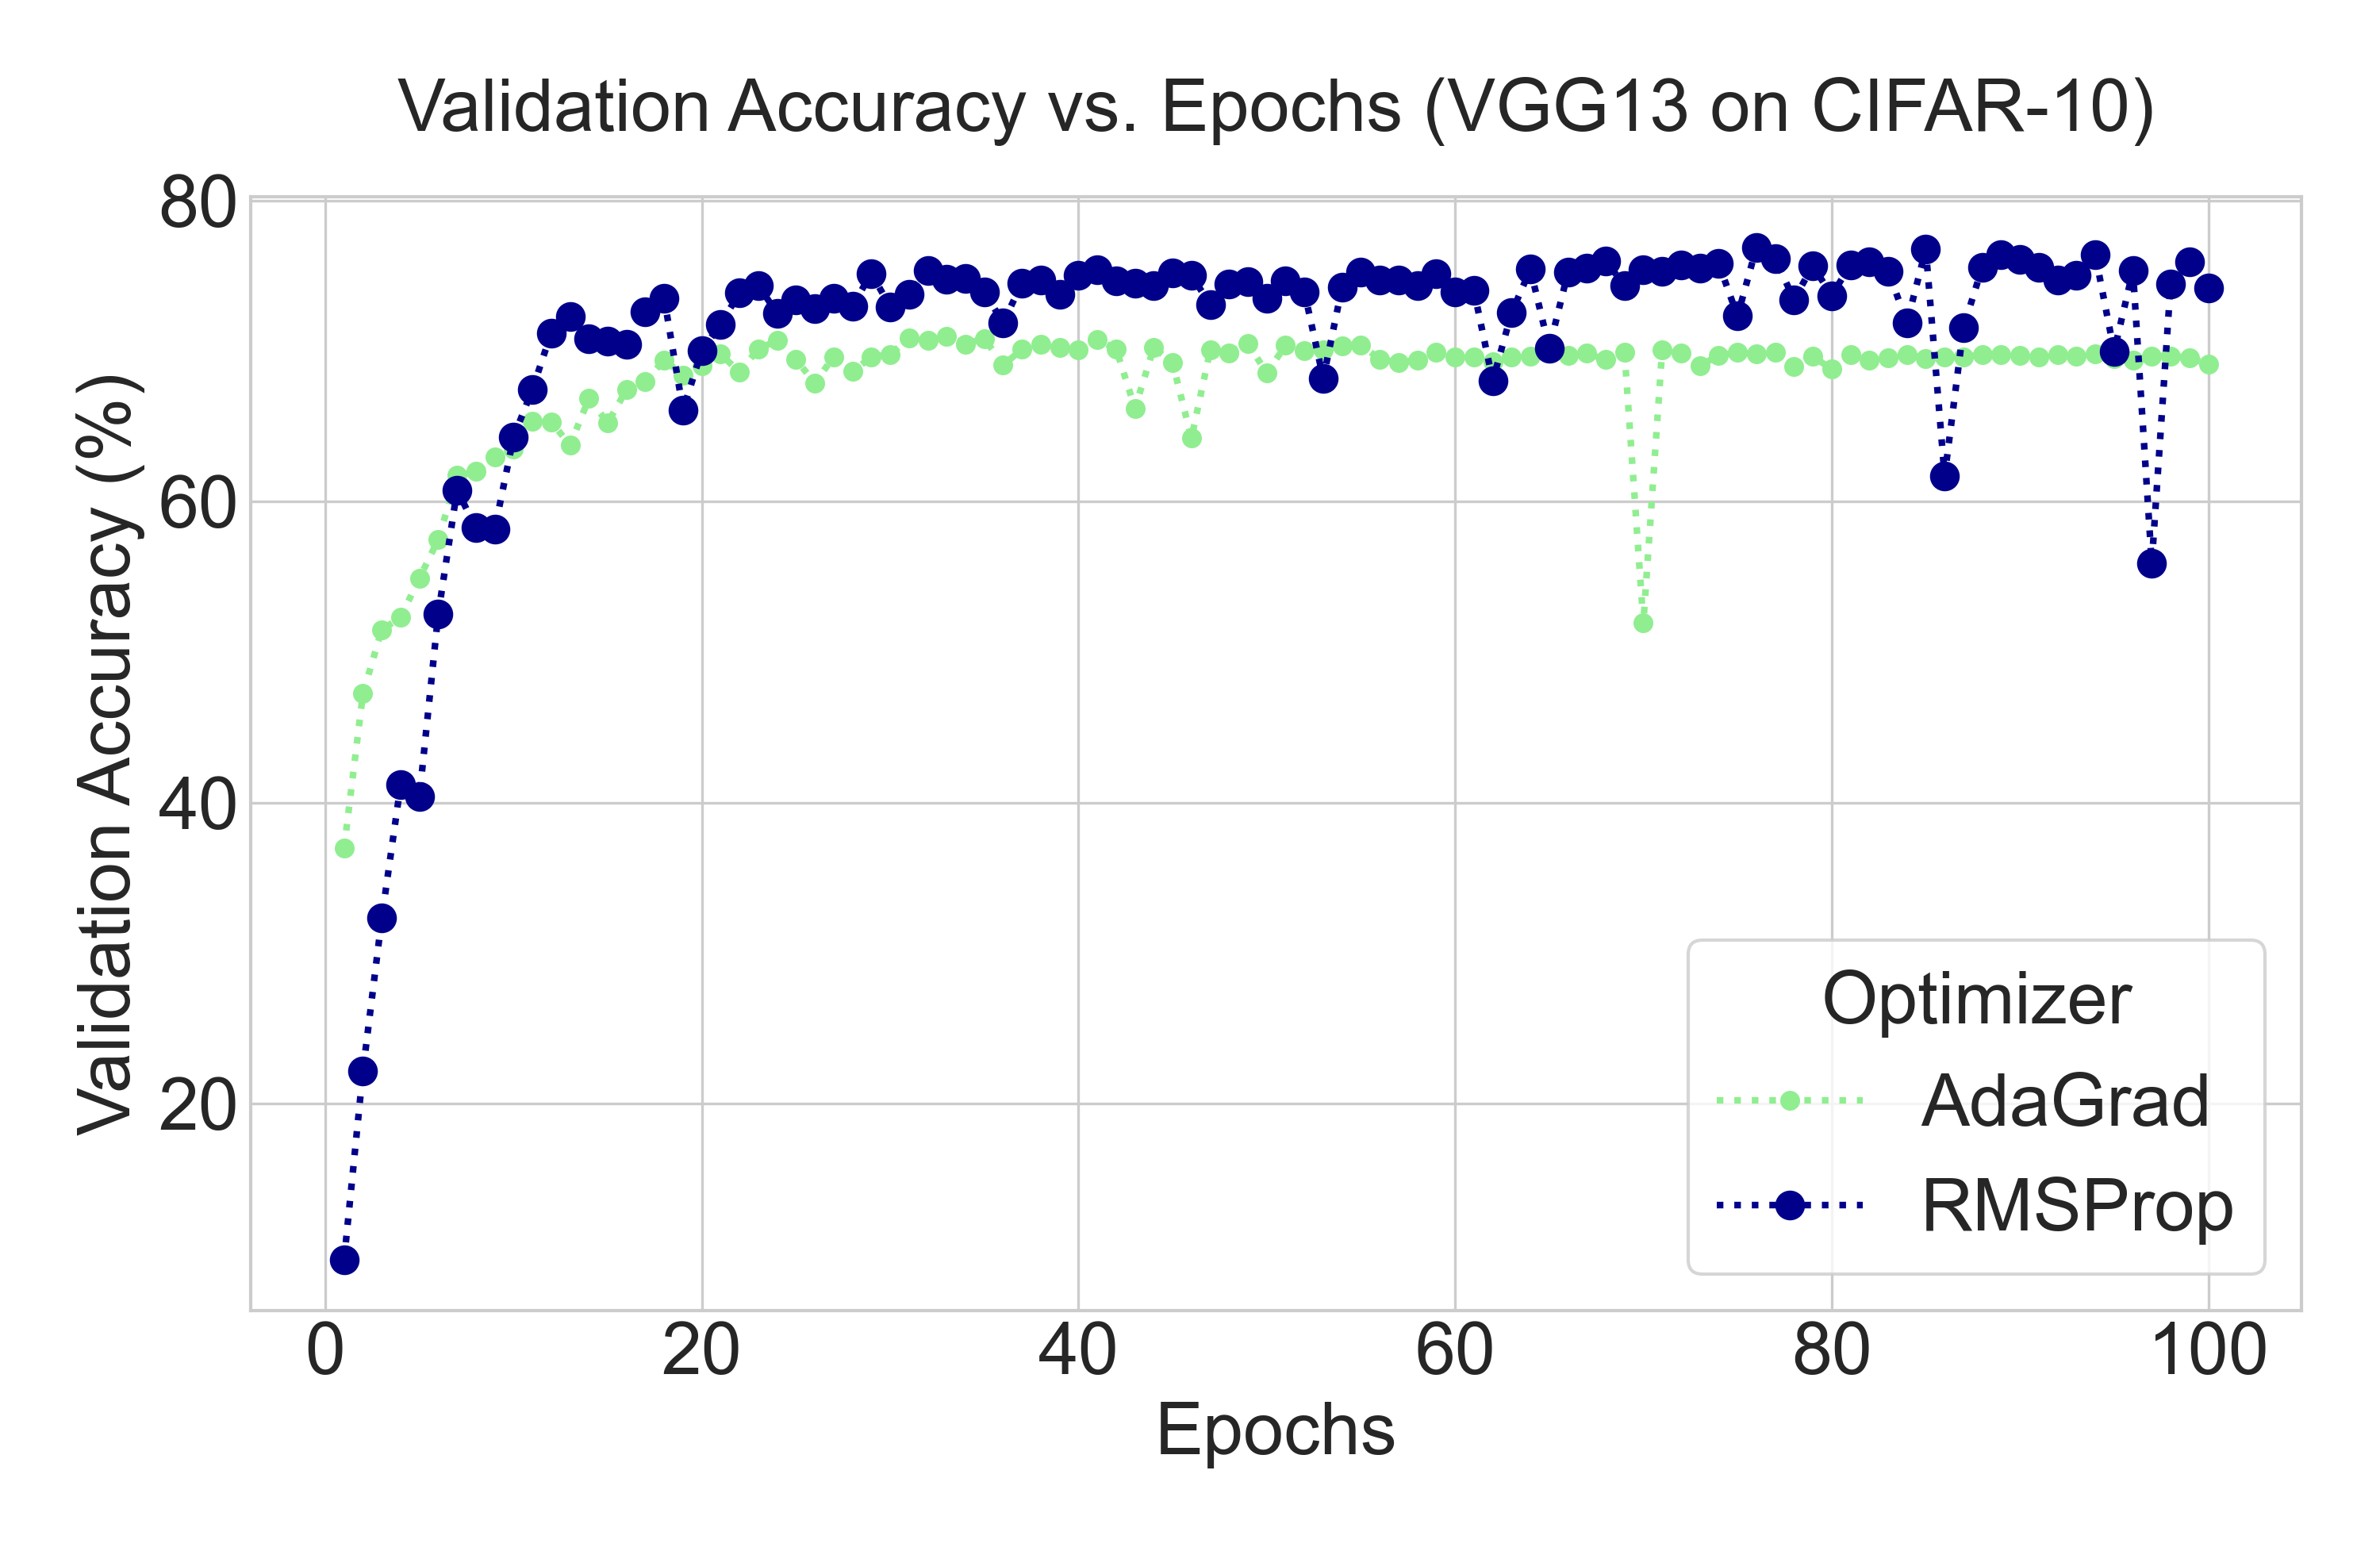 Validation Accuracy vs. Epochs (VGG13 on CIFAR-10)
Validation Accuracy (%)
80
60
40
20
0
20
40
60
80
100
Epochs
Optimizer
AdaGrad
RMSProp